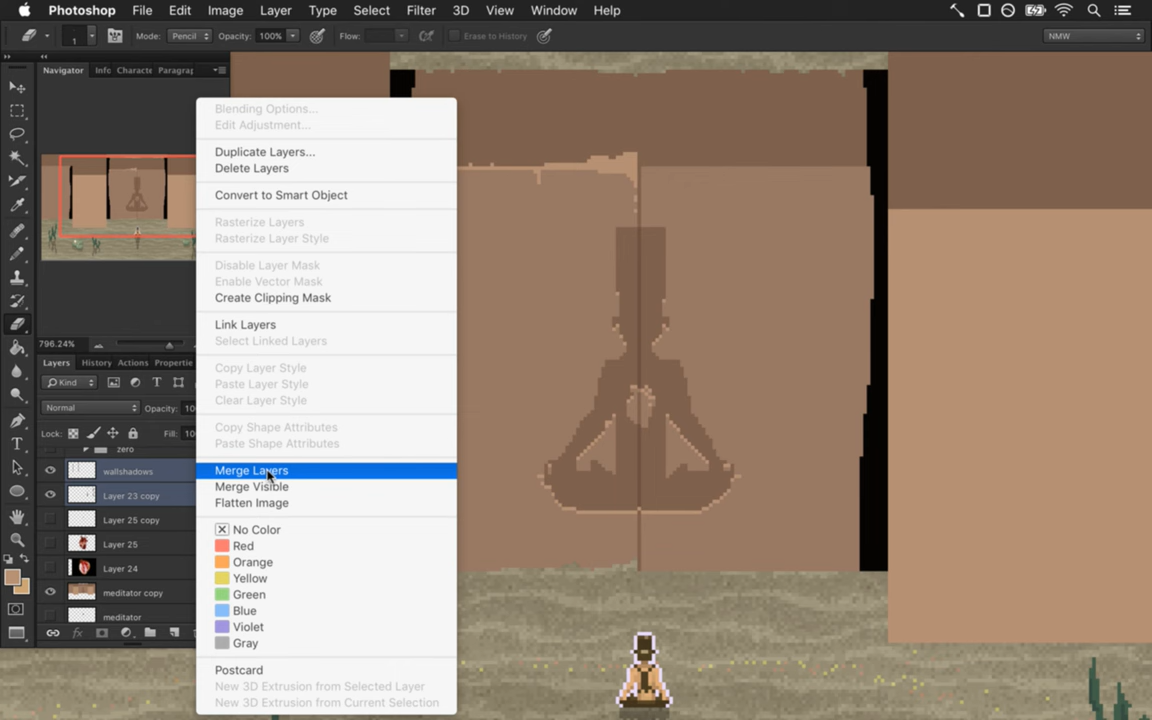 Photoshop File Edit Image Layer Type Select Filter 3D View Window Help
1 Mode: Pencil Opacity: 100% Flow: Erase to History NMW
Navigator Info Characte Paragrap
796.24%
Layers History Actions Propertie
Kind
Normal Opacity: 10
Lock: Fill: 10
zero
wallshadows
Layer 23 copy
Layer 25 copy
Layer 25
Layer 24
meditator copy
meditator
fx
Blending Options...
Edit Adjustment...
Duplicate Layers...
Delete Layers
Convert to Smart Object
Rasterize Layers
Rasterize Layer Style
Disable Layer Mask
Enable Vector Mask
Create Clipping Mask
Link Layers
Select Linked Layers
Copy Layer Style
Paste Layer Style
Clear Layer Style
Copy Shape Attributes
Paste Shape Attributes
Merge Layers
Merge Visible
Flatten Image
No Color
Red
Orange
Yellow
Green
Blue
Violet
Gray
Postcard
New 3D Extrusion from Selected Layer
New 3D Extrusion from Current Selection